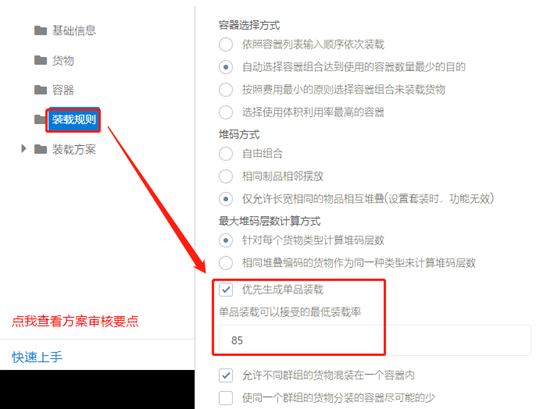 基础信息
货物
容器
装载规则
装载方案
点我查看方案审核要点
快速上手
容器选择方式
依照容器列表输入顺序依次装载
自动选择容器组合达到使用的容器数量最少的目的
按照费用最小的原则选择容器组合来装载货物
选择使用体积利用率最高的容器
堆码方式
自由组合
相同制品相邻摆放
仅允许长宽相同的物品相互堆叠(设置套装时，功能无效)
最大堆码层数计算方式
针对每个货物类型计算堆码层数
相同堆叠编码的货物作为同一种类型来计算堆码层数
优先生成单品装载
单品装载可以接受的最低装载率
85
允许不同群组的货物混装在一个容器内
使同一个群组的货物分装的容器尽可能的少